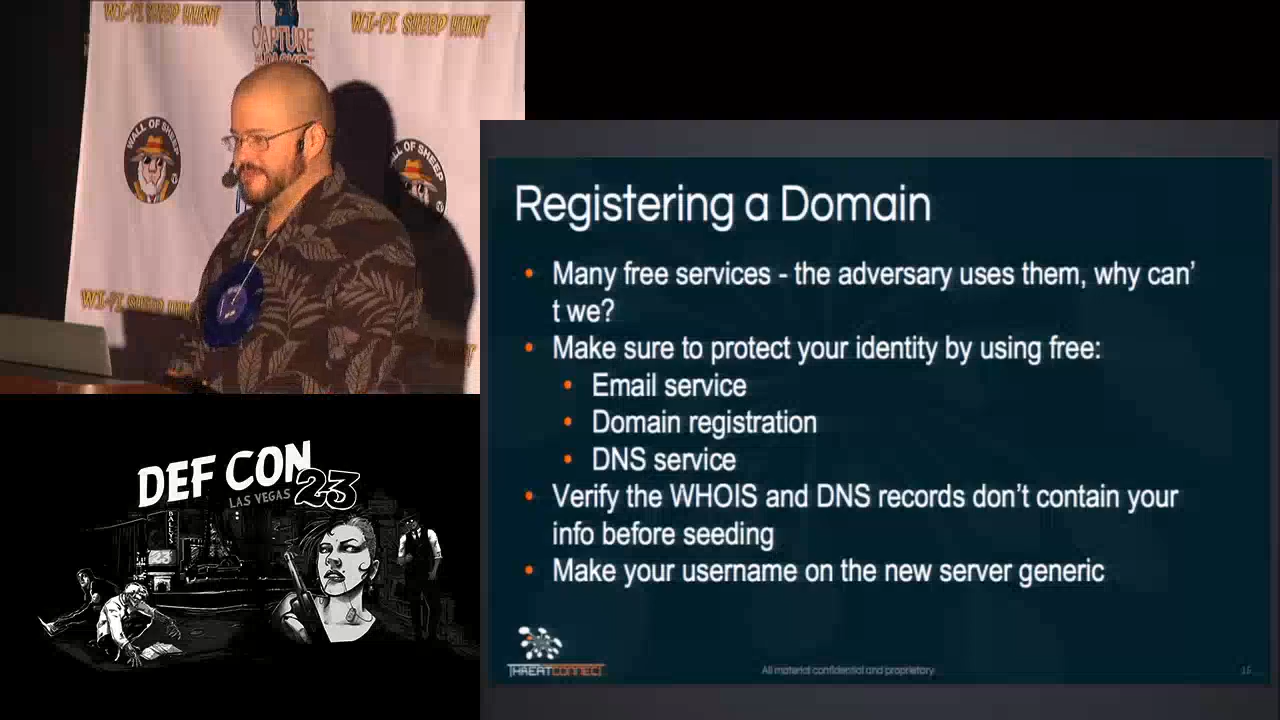 WI-FI SHEEP HUNT
WI-FI SHEEP HUNT
CAPTURE
WALL OF SHEEP
ALL OF SHEEP
WI-FI SHEEP HUN
DEF CON
23
LAS VEGAS
BALLYS
Registering a Domain
• Many free services - the adversary uses them, why can’
t we?
• Make sure to protect your identity by using free:
• Email service
• Domain registration
• DNS service
• Verify the WHOIS and DNS records don’t contain your
info before seeding
• Make your username on the new server generic
THREATCONNECT
All material confidential and proprietary